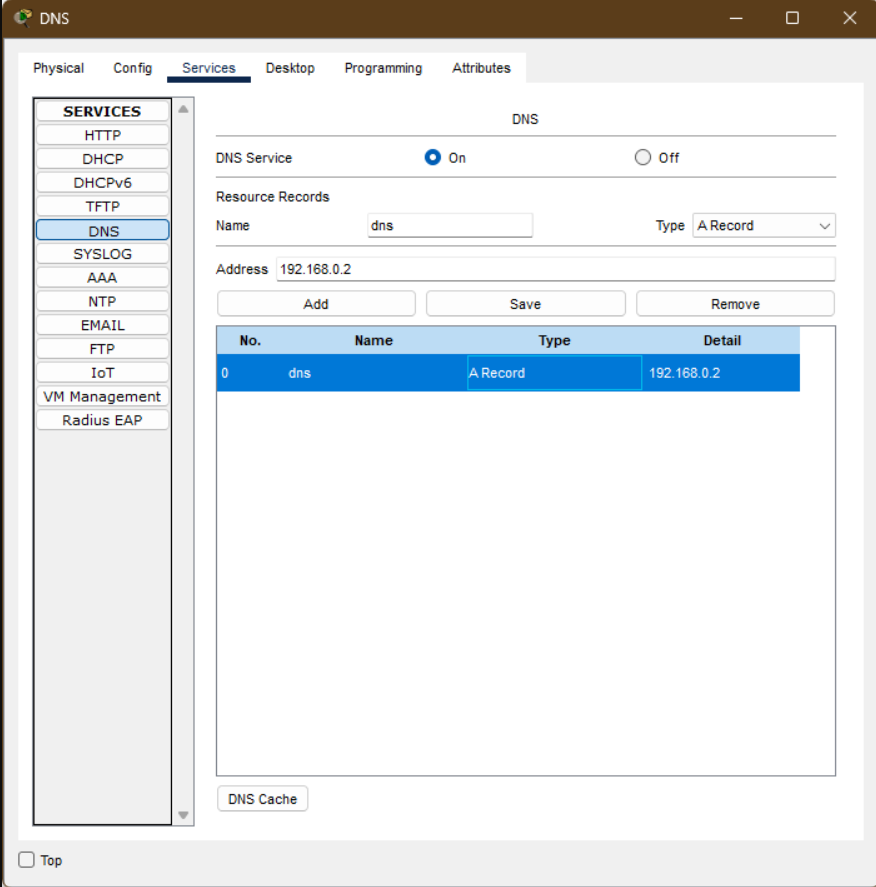 DNS
Physical Config Services Desktop Programming Attributes
SERVICES
HTTP
DHCP
DHCPv6
TFTP
DNS
SYSLOG
AAA
NTP
EMAIL
FTP
IoT
VM Management
Radius EAP
DNS
DNS Service On Off
Resource Records
Name dns Type A Record
Address 192.168.0.2
Add Save Remove
No. Name Type Detail
0 dns A Record 192.168.0.2
DNS Cache
Top